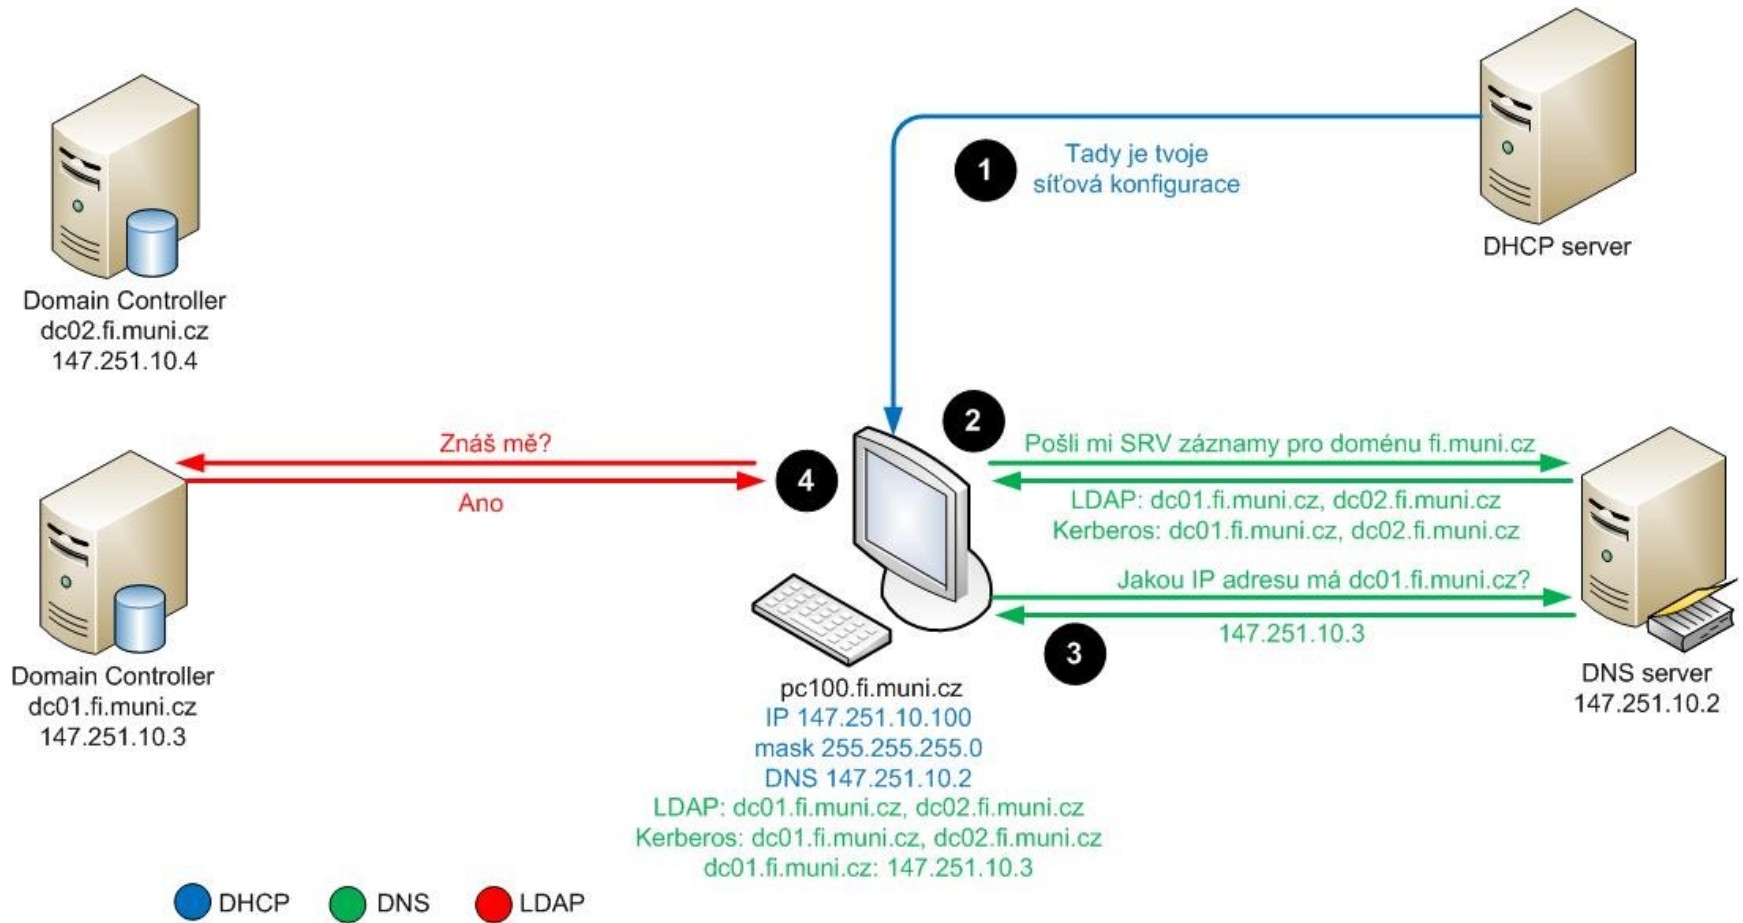 1
Tady je tvoje
síťová konfigurace
DHCP server
Domain Controller
dc02.fi.muni.cz
147.251.10.4
2
Znáš mě?
Ano
4
Pošli mi SRV záznamy pro doménu fi.muni.cz
LDAP: dc01.fi.muni.cz, dc02.fi.muni.cz
Kerberos: dc01.fi.muni.cz, dc02.fi.muni.cz
Jakou IP adresu má dc01.fi.muni.cz?
147.251.10.3
3
Domain Controller
dc01.fi.muni.cz
147.251.10.3
DNS server
147.251.10.2
pc100.fi.muni.cz
IP 147.251.10.100
mask 255.255.255.0
DNS 147.251.10.2
LDAP: dc01.fi.muni.cz, dc02.fi.muni.cz
Kerberos: dc01.fi.muni.cz, dc02.fi.muni.cz
dc01.fi.muni.cz: 147.251.10.3
DHCP
DNS
LDAP